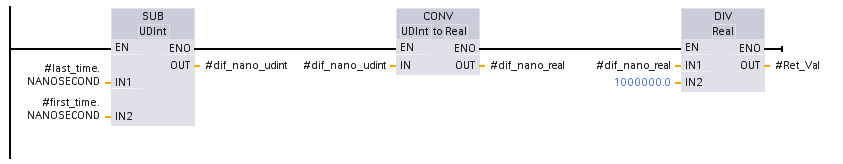 SUB
UDInt
EN ENO
#last_time.
NANOSECOND IN1
OUT #dif_nano_udint
#first_time.
NANOSECOND IN2
CONV
UDInt to Real
EN ENO
#dif_nano_udint IN OUT #dif_nano_real
DIV
Real
EN ENO
#dif_nano_real IN1 OUT #Ret_Val
1000000.0 IN2